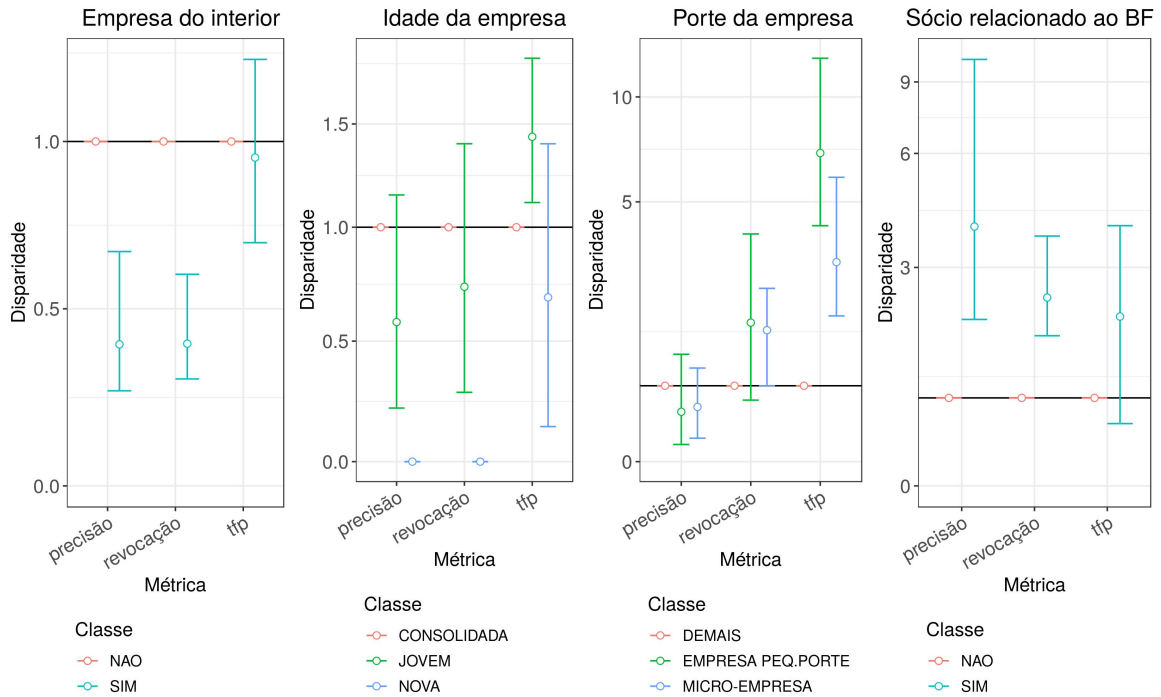 Empresa do interior
Disparidade
1.0
0.5
0.0
precisão
revocação
tfp
Métrica
Classe
NAO
SIM
Idade da empresa
Disparidade
1.5
1.0
0.5
0.0
precisão
revocação
tfp
Métrica
Classe
CONSOLIDADA
JOVEM
NOVA
Porte da empresa
Disparidade
10
5
0
precisão
revocação
tfp
Métrica
Classe
DEMAIS
EMPRESA PEQ.PORTE
MICRO-EMPRESA
Sócio relacionado ao BF
Disparidade
9
6
3
0
precisão
revocação
tfp
Métrica
Classe
NAO
SIM